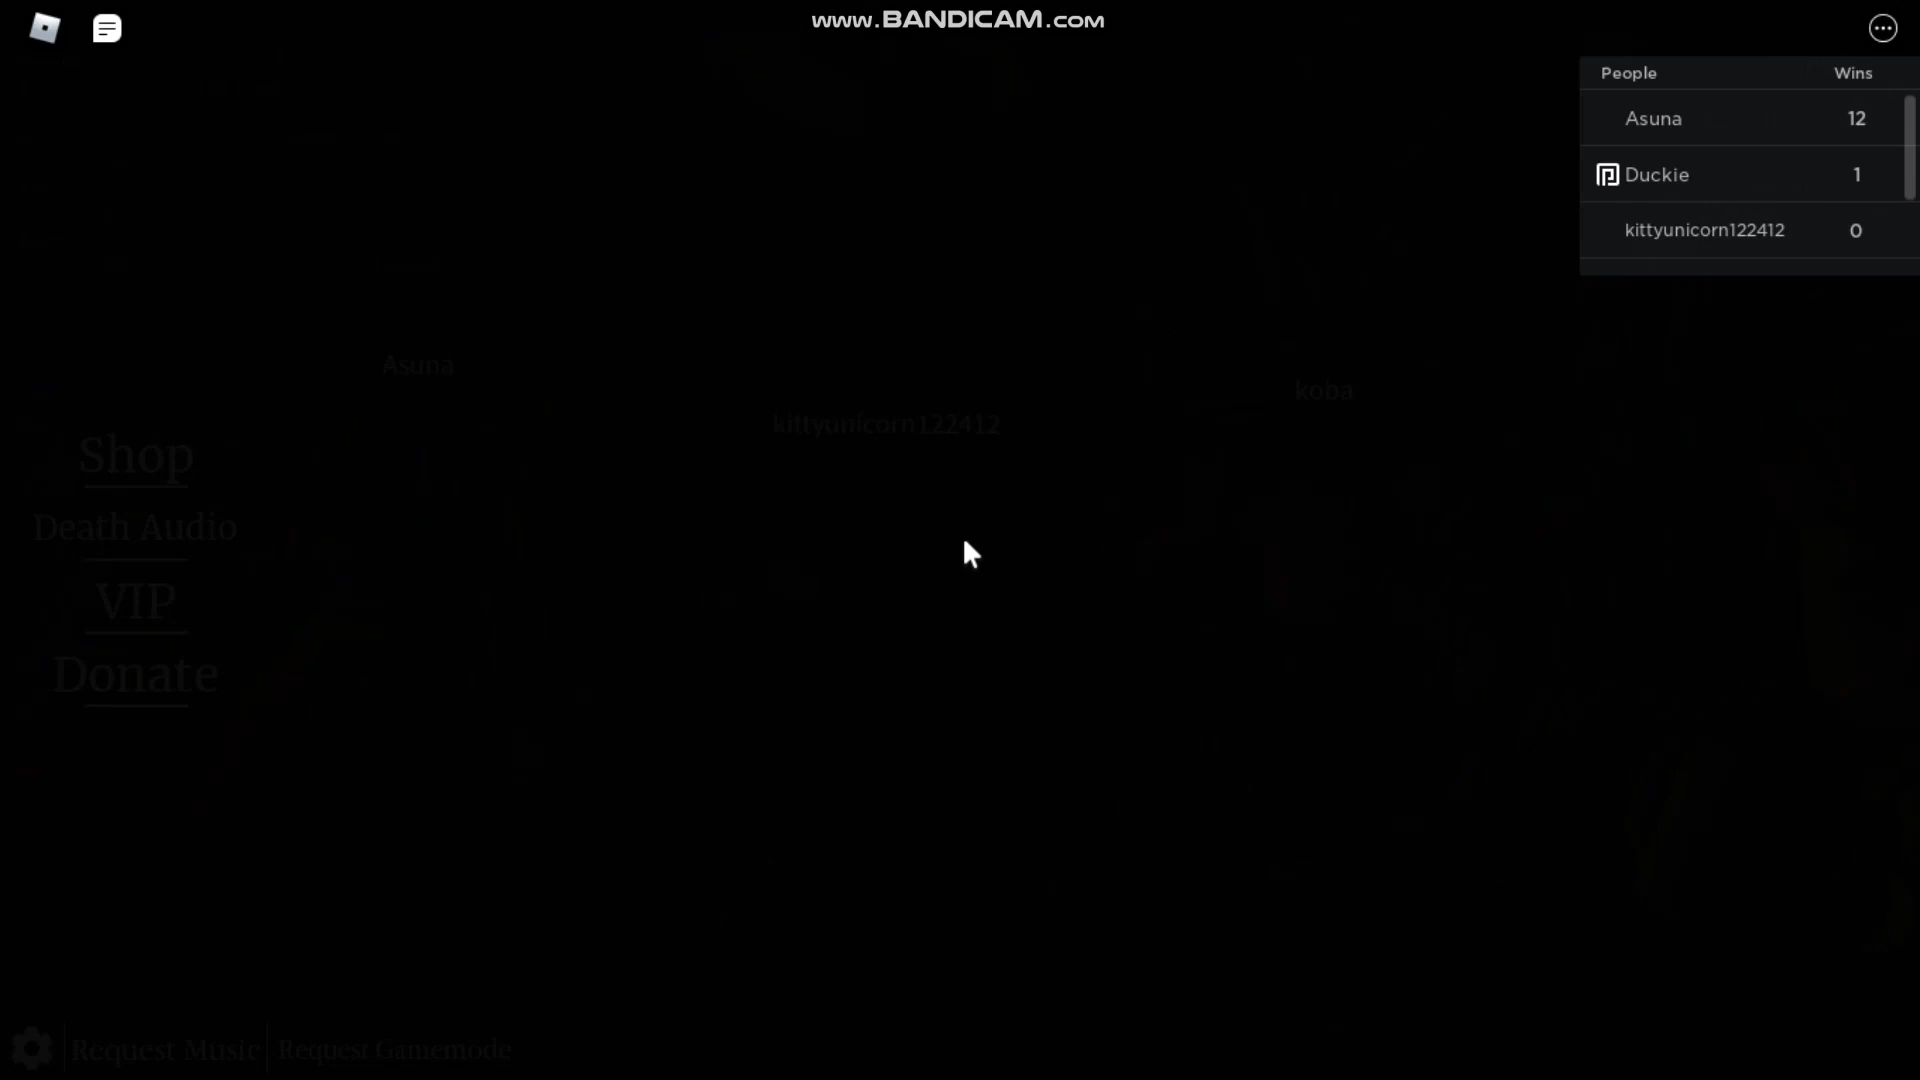 www.BANDICAM.com
People Wins
Asuna 12
Duckie 1
kittyunicorn122412 0
Asuna
koba
kittyunicorn122412
Shop
Death Audio
VIP
Donate
Request Music
Request Gamemode